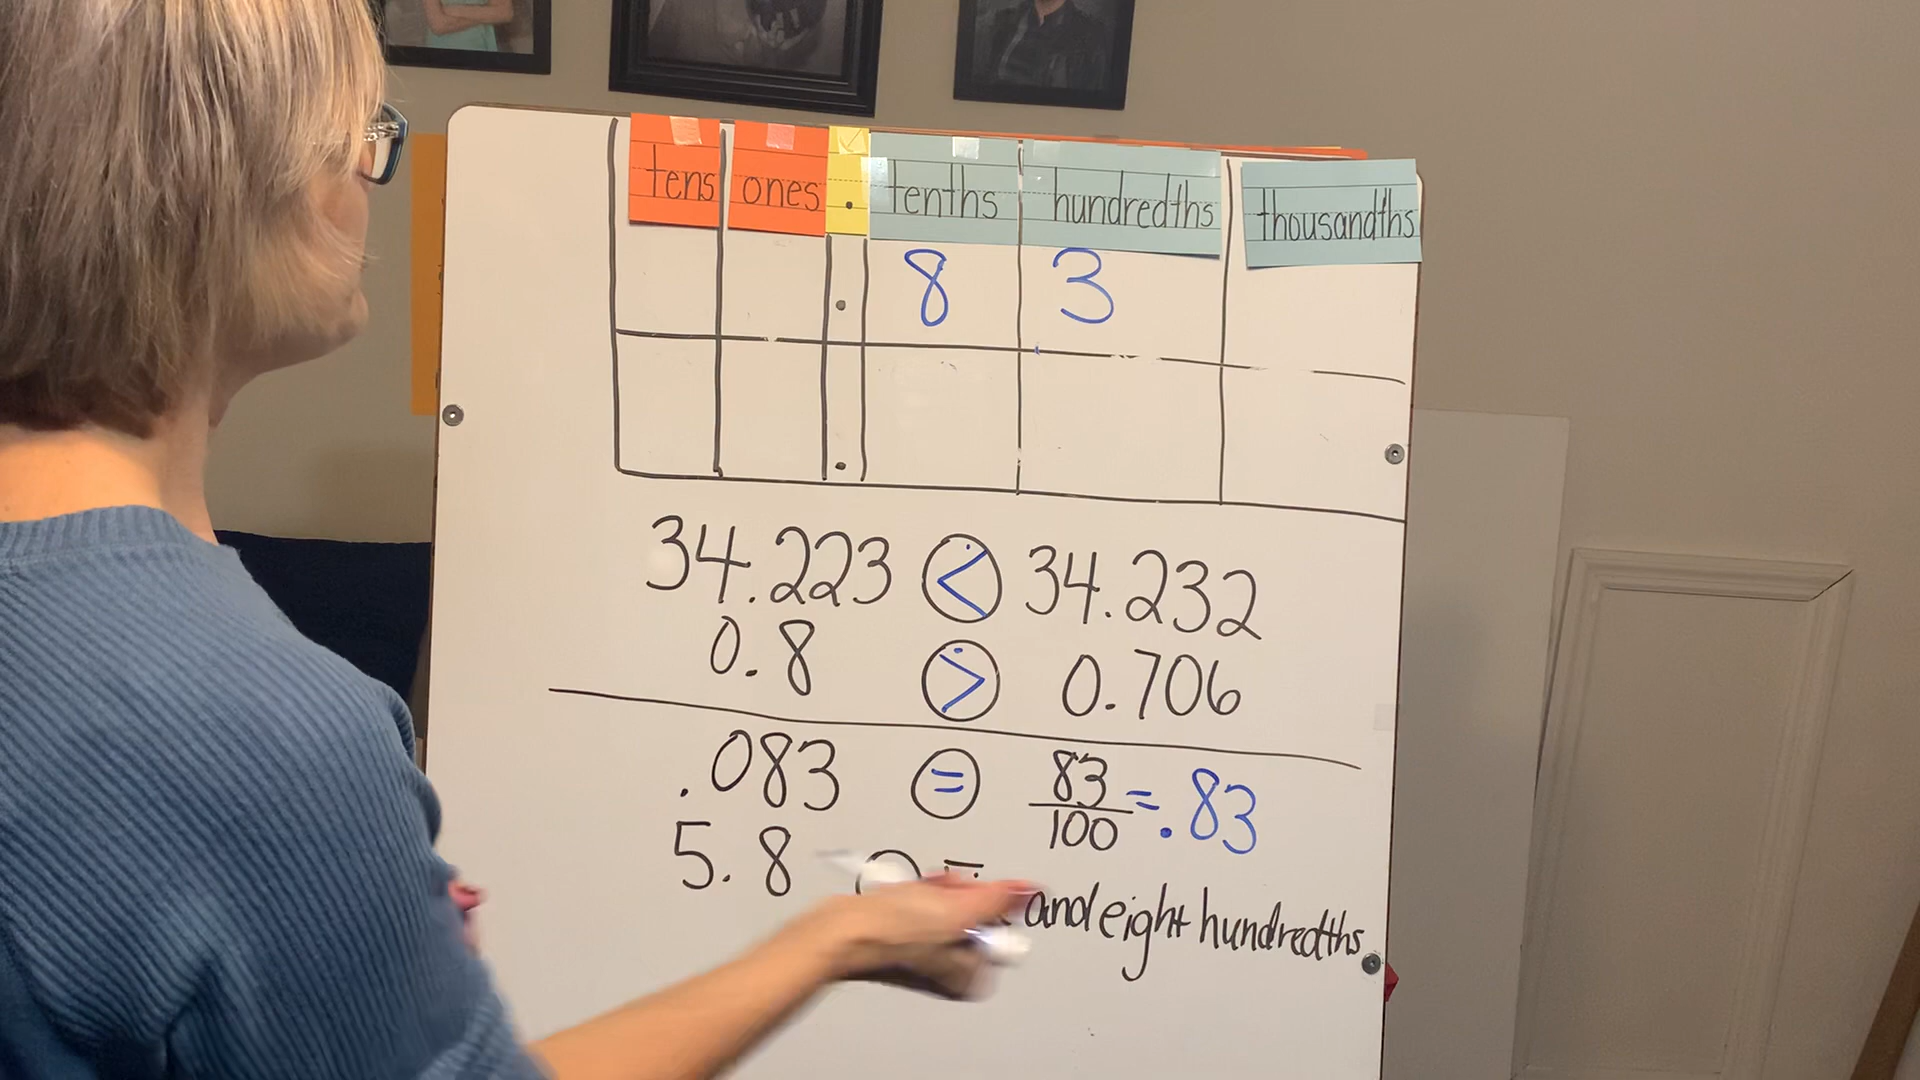 tens ones . tenths hundredths thousandths
. 8 3
.
34.223 < 34.232
0.8 > 0.706
.083 = 83/100 = .83
5.8 and eight hundredths